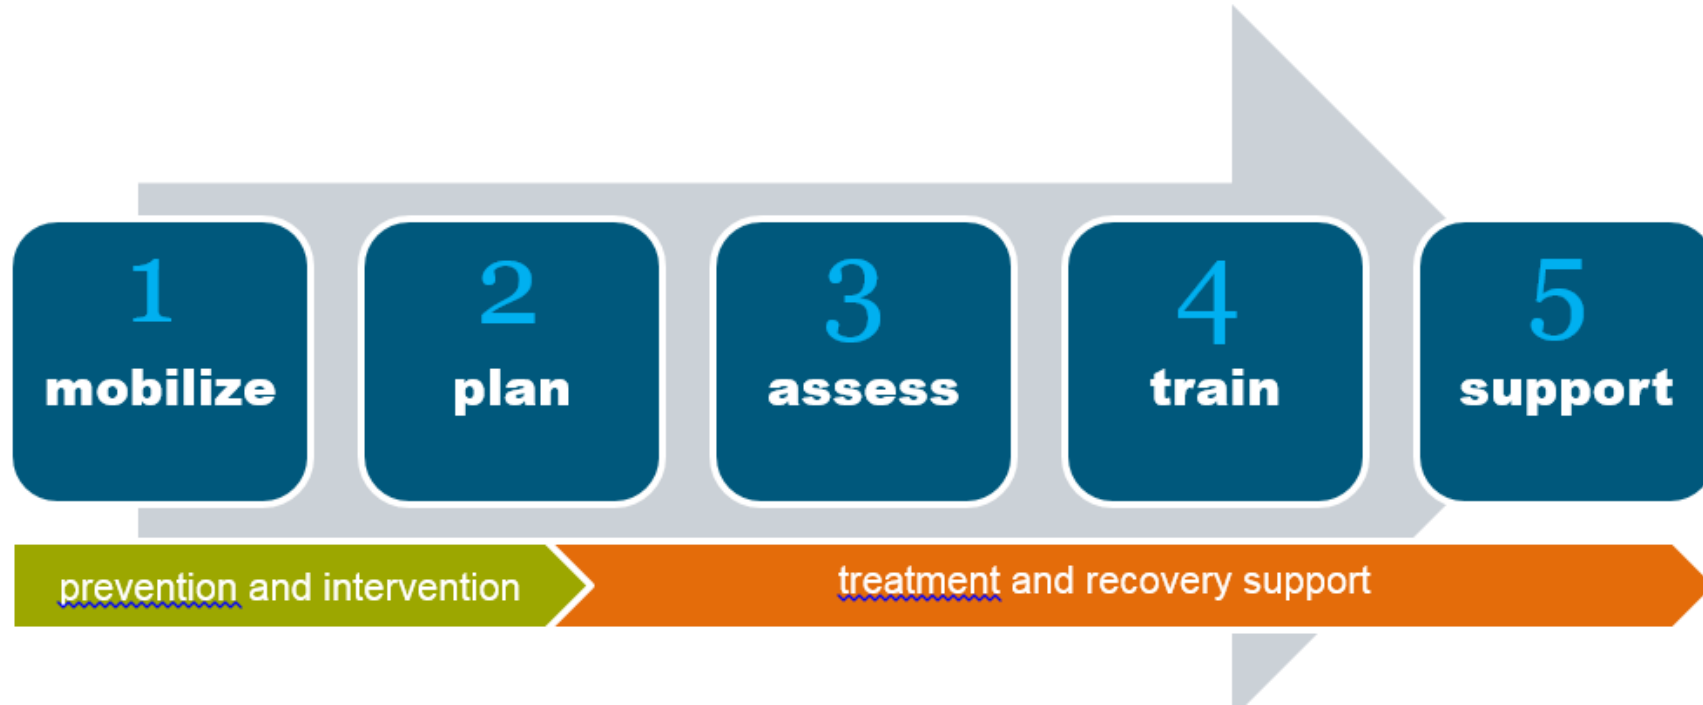 1
mobilize
2
plan
3
assess
4
train
5
support
prevention and intervention
treatment and recovery support